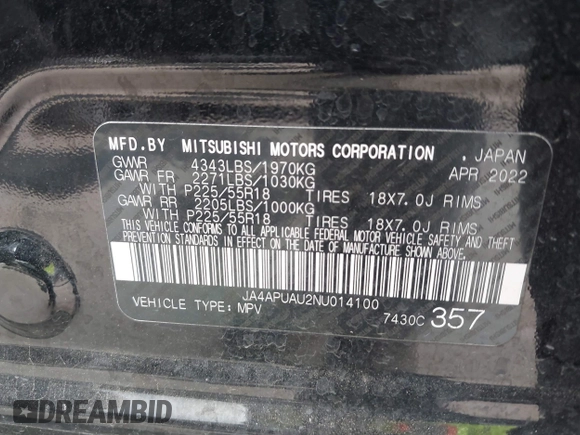 MFD.BY MITSUBISHI MOTORS CORPORATION , JAPAN
GVWR 4343LBS/1970KG APR 2022
GAWR FR 2271LBS/1030KG
WITH P225/55R18 TIRES 18X7.0J RIMS
GAWR RR 2205LBS/1000KG
WITH P225/55R18 TIRES 18X7.0J RIMS
THIS VEHICLE CONFORMS TO ALL APPLICABLE FEDERAL MOTOR VEHICLE SAFETY AND THEFT
PREVENTION STANDARDS IN EFFECT ON THE DATE OF MANUFACTURE SHOWN ABOVE.
JA4APUAU2NU014100
VEHICLE TYPE: MPV 7430C 357
DREAMBID